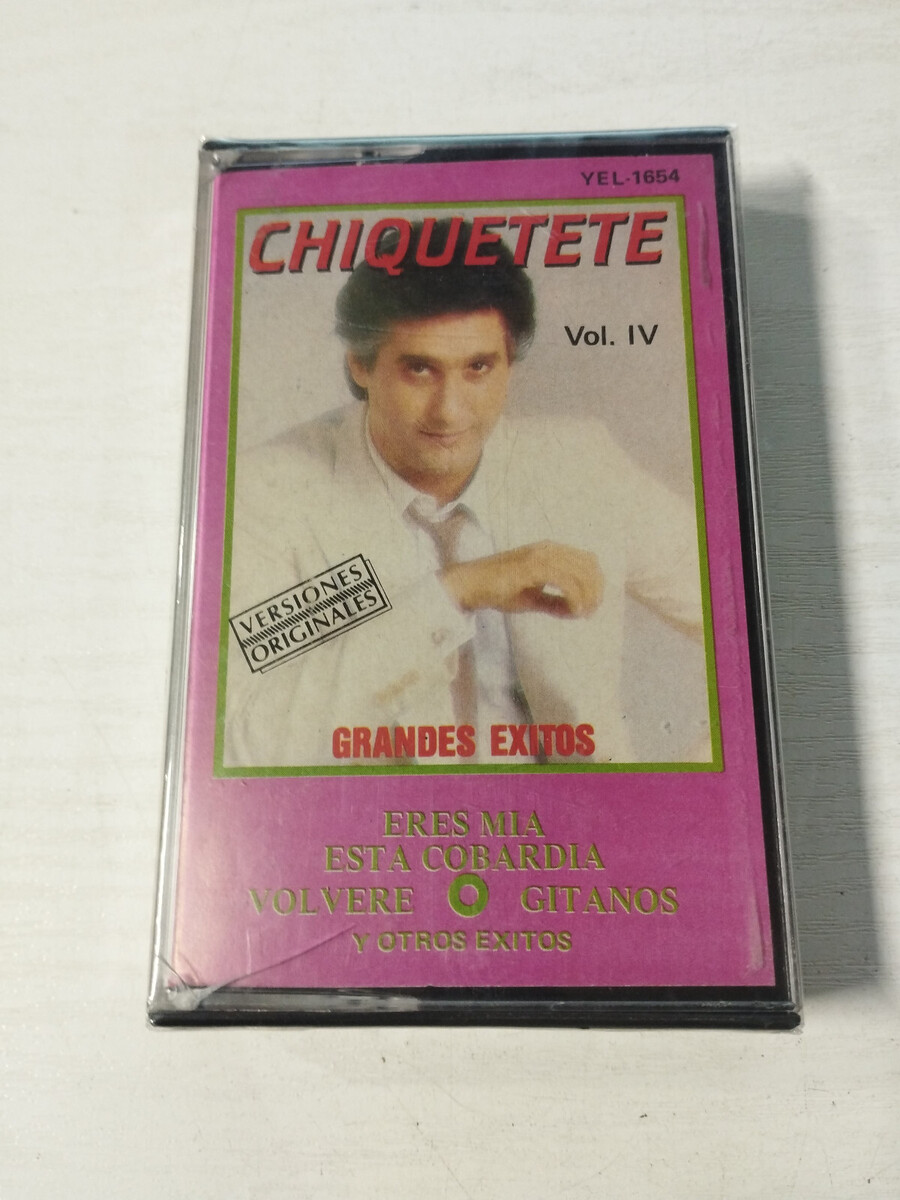 YEL-1654
CHIQUETETE
Vol. IV
VERSIONES
ORIGINALES
GRANDES EXITOS
ERES MIA
ESTA COBARDIA
VOLVERE O GITANOS
Y OTROS EXITOS